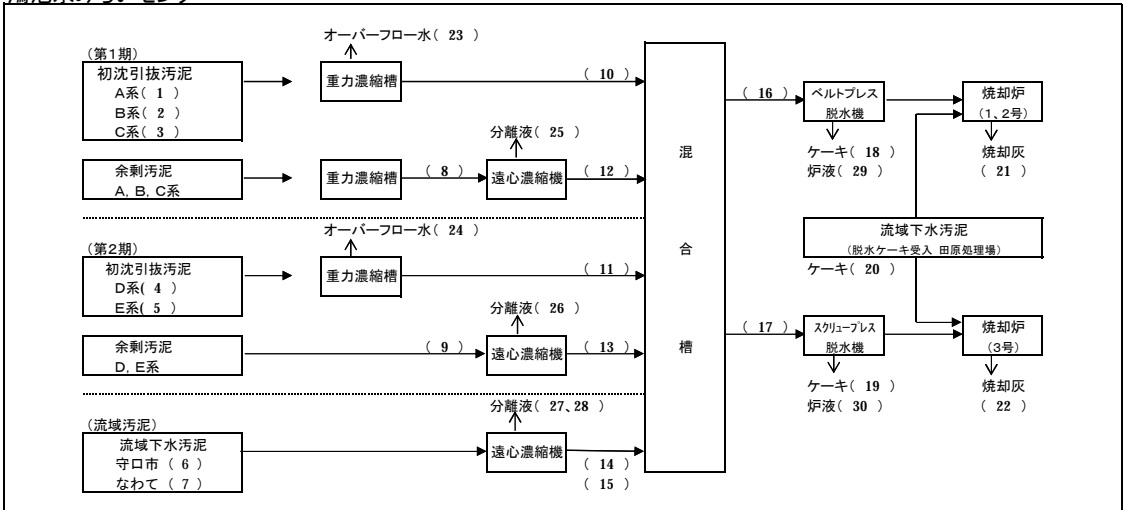 オーバーフロー水( 23 )
(第1期)
初沈引抜汚泥
A系( 1 )
B系( 2 )
C系( 3 )
重力濃縮槽
( 10 )
分離液( 25 )
余剰汚泥
A, B, C系
重力濃縮槽
( 8 )
遠心濃縮機
( 12 )
オーバーフロー水( 24 )
(第2期)
初沈引抜汚泥
D系( 4 )
E系( 5 )
重力濃縮槽
( 11 )
分離液( 26 )
余剰汚泥
D, E系
( 9 )
遠心濃縮機
( 13 )
分離液( 27、28 )
(流域汚泥)
流域下水汚泥
守口市 ( 6 )
なわて ( 7 )
遠心濃縮機
( 14 )
( 15 )
混
合
槽
( 16 )
ベルトプレス
脱水機
ケーキ( 18 )
炉液( 29 )
焼却炉
(1、2号)
焼却灰
( 21 )
流域下水汚泥
(脱水ケーキ受入 田原処理場)
ケーキ( 20 )
( 17 )
スクリュープレス
脱水機
ケーキ( 19 )
炉液( 30 )
焼却炉
(3号)
焼却灰
( 22 )